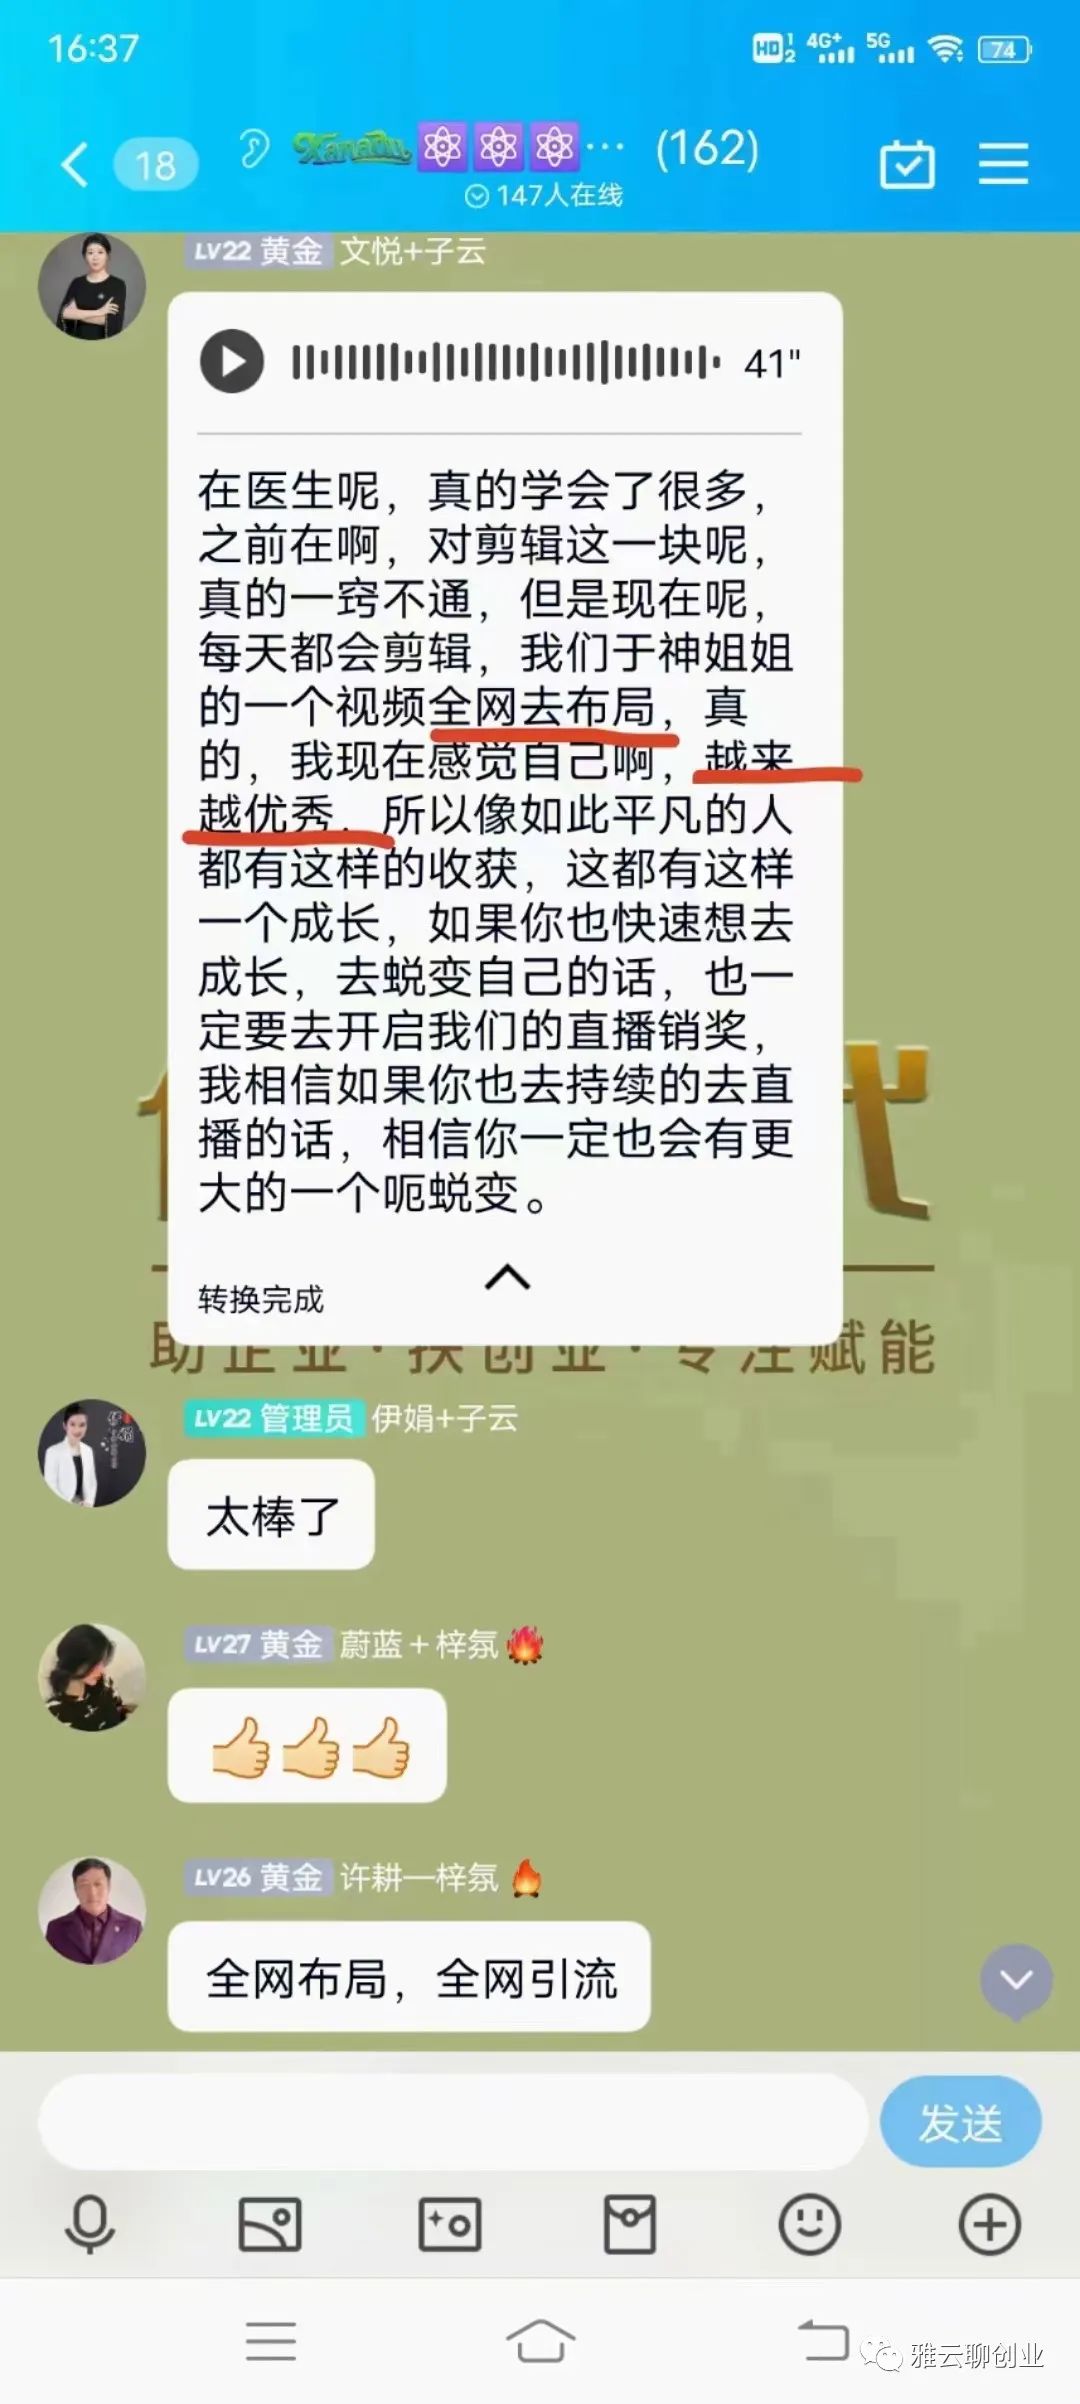 16:37
HD 1 2 4G+ 5G 74
18 Xanadu ... (162)
147人在线
LV22 黄金 文悦+子云
41"
在医生呢，真的学会了很多，
之前在啊，对剪辑这一块呢，
真的一窍不通，但是现在呢，
每天都会剪辑，我们于神姐姐
的一个视频全网去布局，真
的，我现在感觉自己啊，越来
越优秀，所以像如此平凡的人
都有这样的收获，这都有这样
一个成长，如果你也快速想去
成长，去蜕变自己的话，也一
定要去开启我们的直播销奖，
我相信如果你也去持续的去直
播的话，相信你一定也会有更
大的一个呃蜕变。
转换完成
助企业·扶创业·专注赋能
LV22 管理员 伊娟+子云
太棒了
LV27 黄金 蔚蓝+梓氛🔥
👍👍👍
LV26 黄金 许耕一梓氛🔥
全网布局，全网引流
发送
雅云聊创业